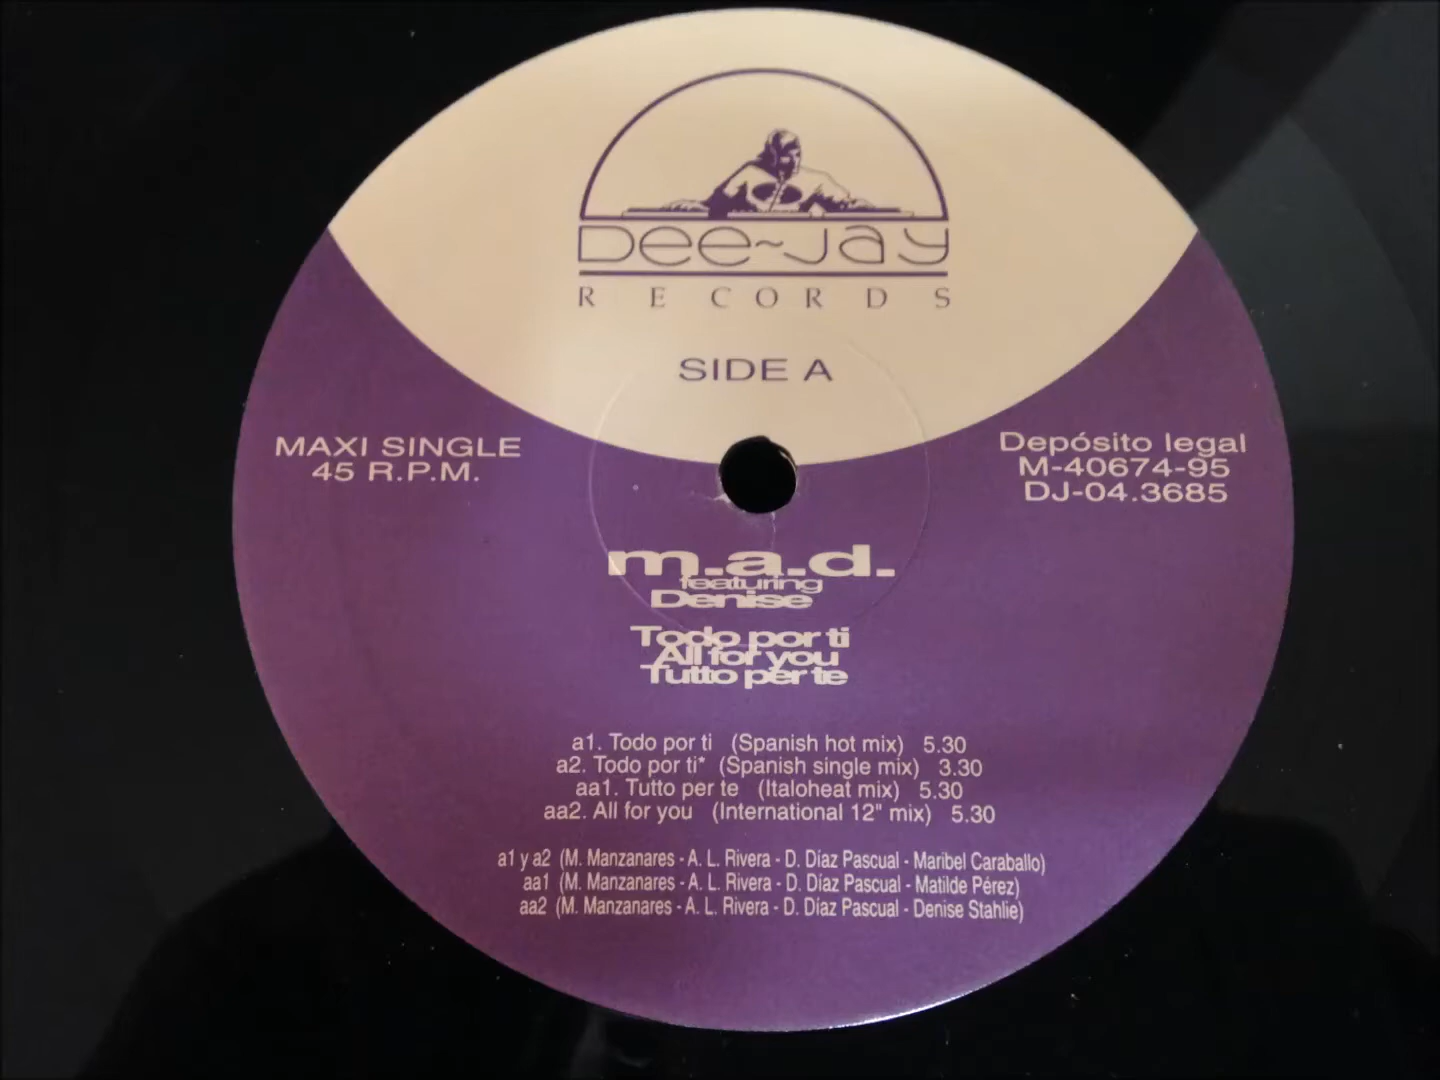 Dee~Jay
RECORDS
SIDE A
MAXI SINGLE
45 R.P.M.
Depósito legal
M-40674-95
DJ-04.3685
m.a.d.
featuring
Denise
Todo por ti
All for you
Tutto per te
a1. Todo por ti (Spanish hot mix) 5.30
a2. Todo por ti* (Spanish single mix) 3.30
aa1. Tutto per te (Italoheat mix) 5.30
aa2. All for you (International 12" mix) 5.30
a1 y a2 (M. Manzanares - A. L. Rivera - D. Díaz Pascual - Maribel Caraballo)
aa1 (M. Manzanares - A. L. Rivera - D. Díaz Pascual - Matilde Pérez)
aa2 (M. Manzanares - A. L. Rivera - D. Díaz Pascual - Denise Stahlie)